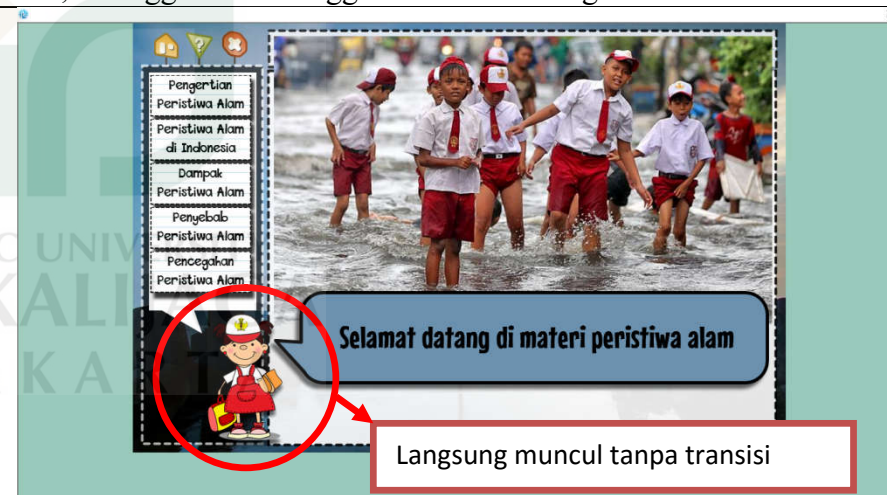 Pengertian
Peristiwa Alam
Peristiwa Alam
di Indonesia
Dampak
Peristiwa Alam
Penyebab
Peristiwa Alam
Pencegahan
Peristiwa Alam
Selamat datang di materi peristiwa alam
Langsung muncul tanpa transisi